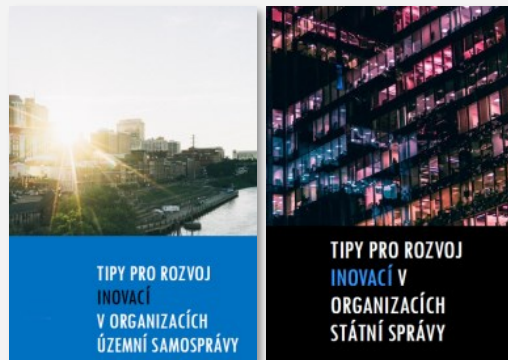 TIPY PRO ROZVOJ
INOVACÍ
V ORGANIZACÍCH
ÚZEMNÍ SAMOSPRÁVY
TIPY PRO ROZVOJ
INOVACÍ V
ORGANIZACÍCH
STÁTNÍ SPRÁVY